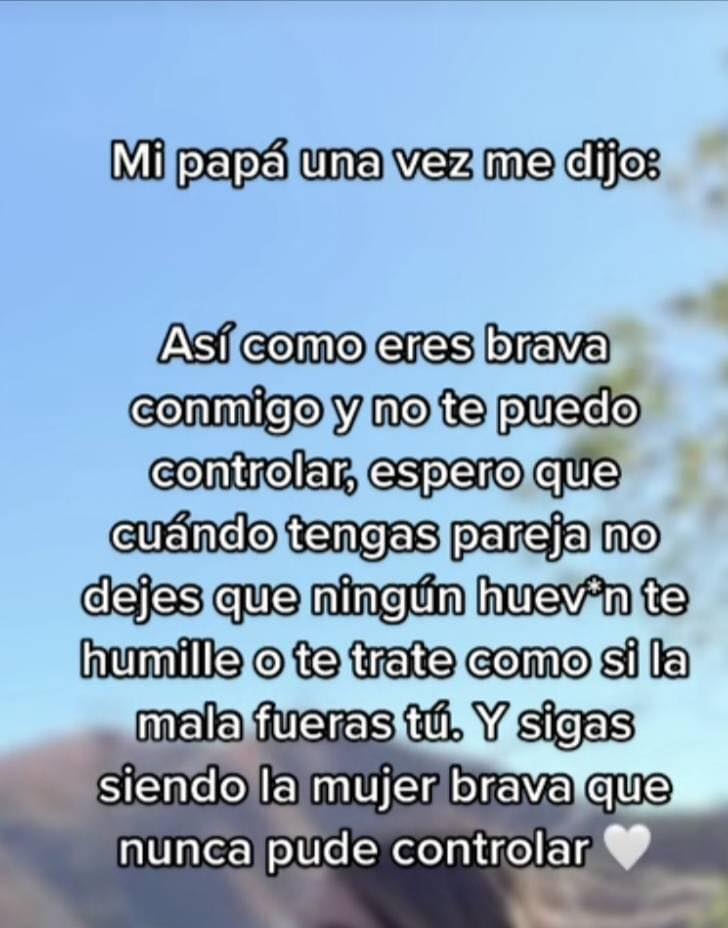 Mi papá una vez me dijo:
Así como eres brava
conmigo y no te puedo
controlar, espero que
cuándo tengas pareja no
dejes que ningún huev*n te
humille o te trate como si la
mala fueras tú. Y sigas
siendo la mujer brava que
nunca pude controlar 🤍